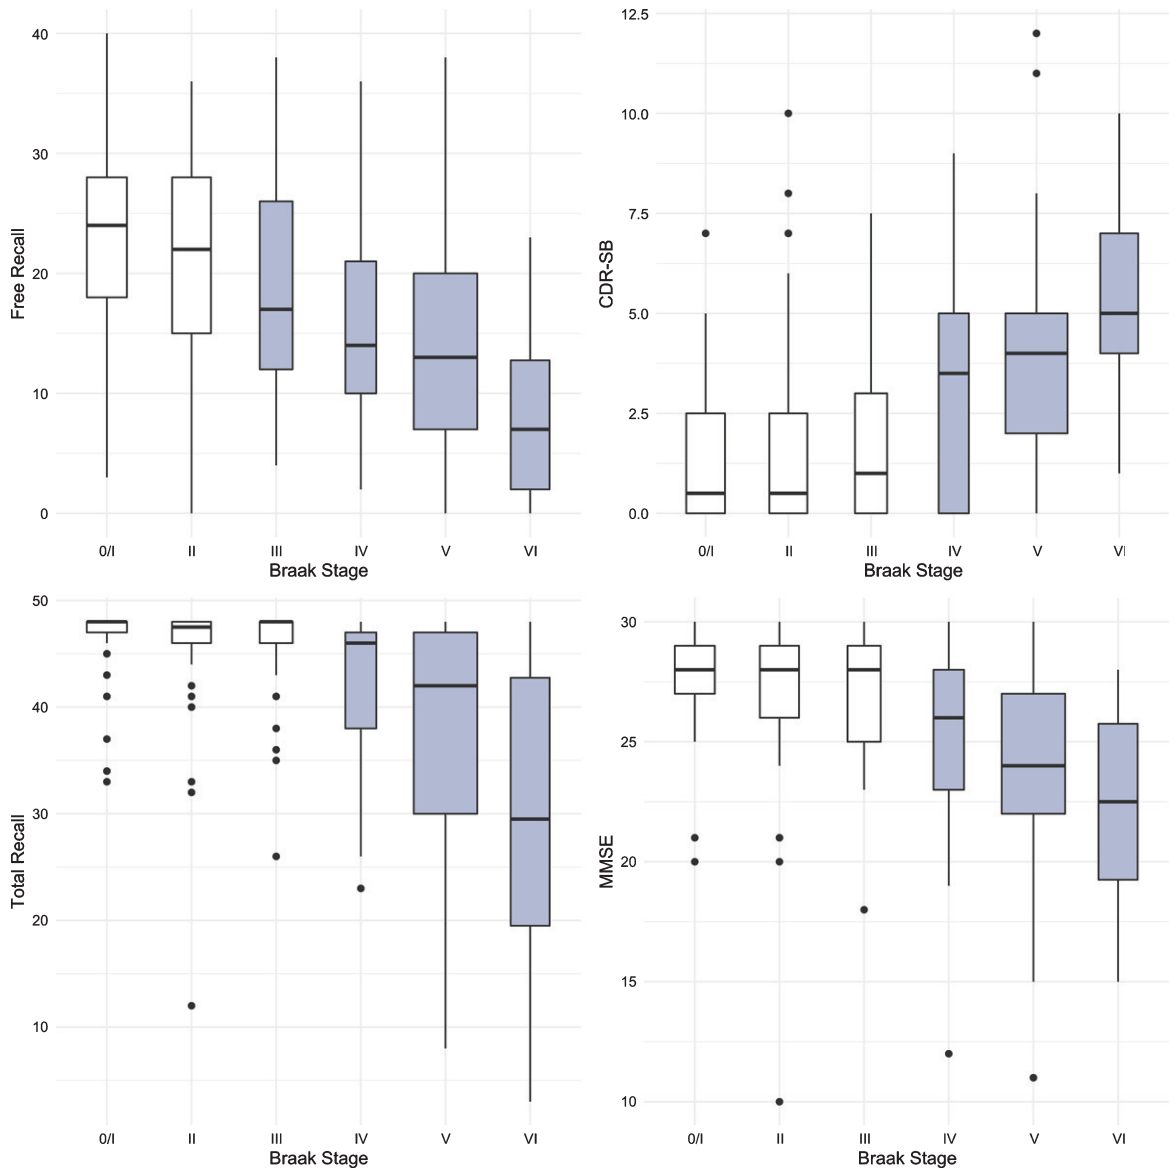 40
30
20
10
0
Free Recall
0/I II III IV V VI
Braak Stage
12.5
10.0
7.5
5.0
2.5
0.0
CDR-SB
0/I II III IV V VI
Braak Stage
50
40
30
20
10
Total Recall
0/I II III IV V VI
Braak Stage
30
25
20
15
10
MMSE
0/I II III IV V VI
Braak Stage